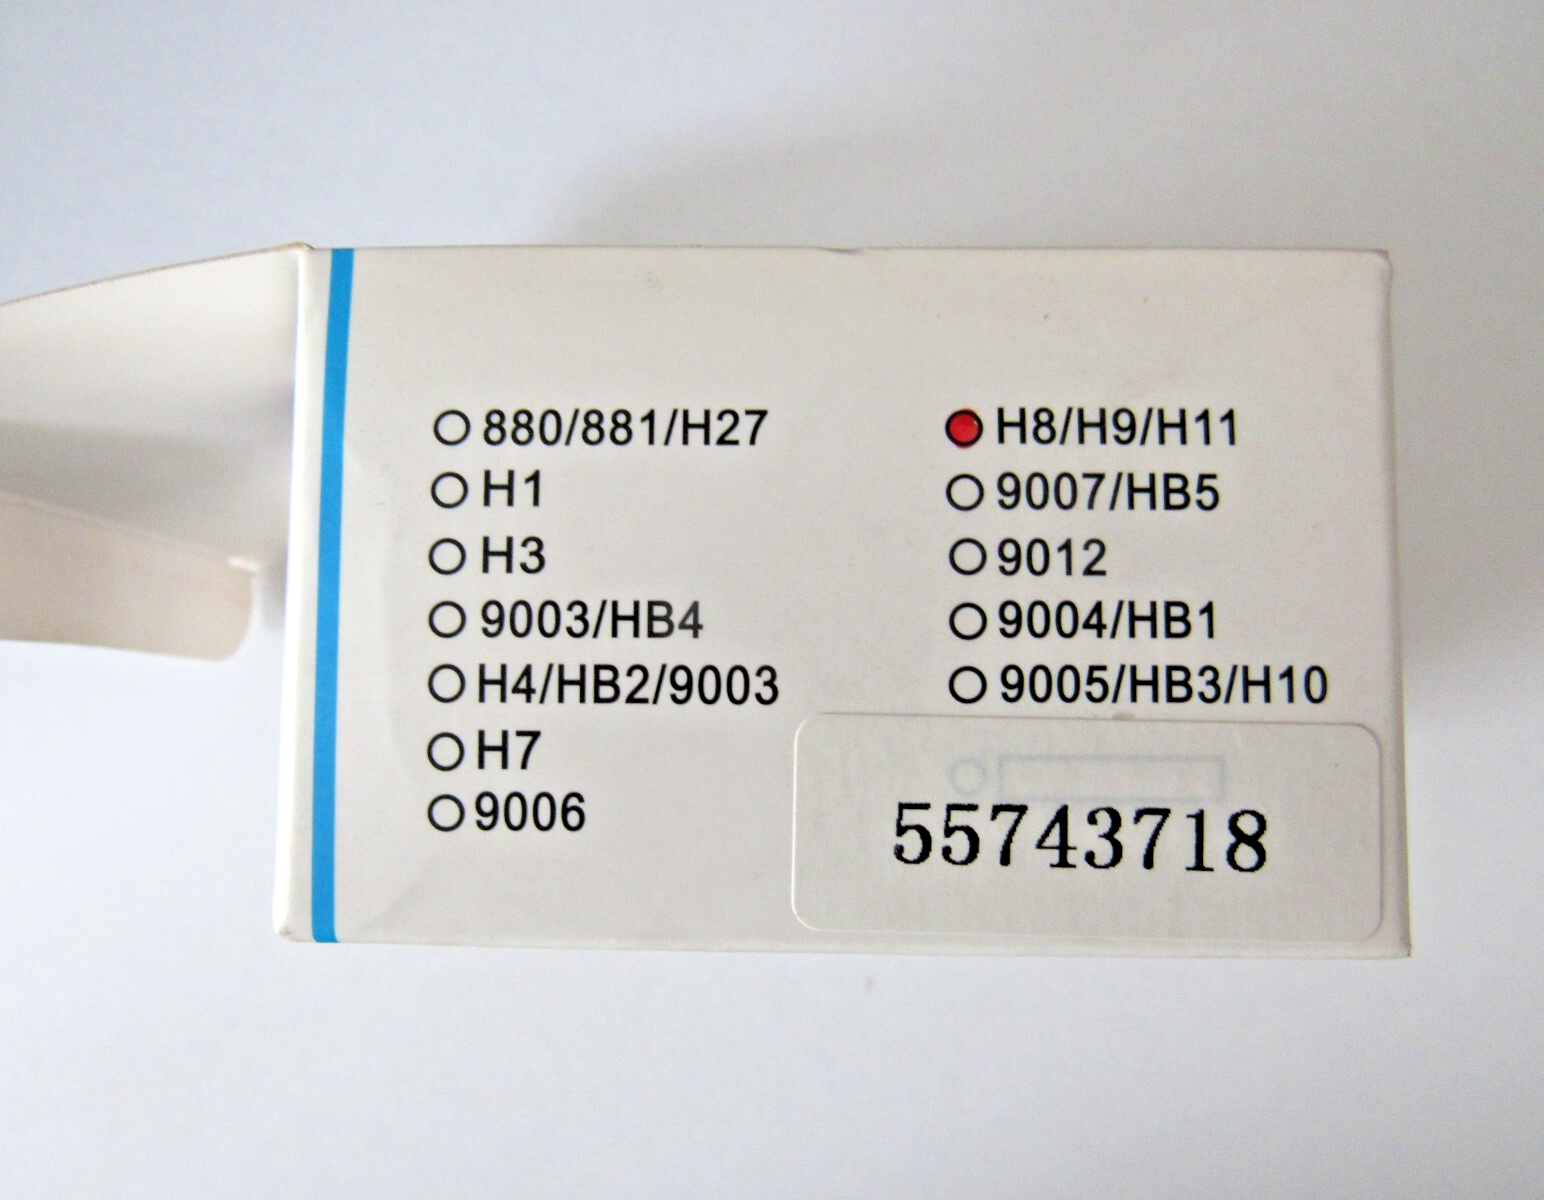 880/881/H27
H1
H3
9003/HB4
H4/HB2/9003
H7
9006
H8/H9/H11
9007/HB5
9012
9004/HB1
9005/HB3/H10
55743718